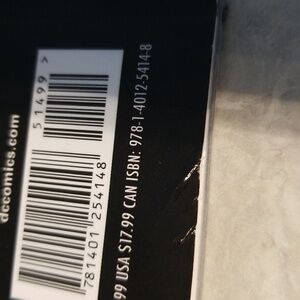 dccomics.com
51499 >
781401 254148
99 USA $17.99 CAN ISBN: 978-1-4012-5414-8